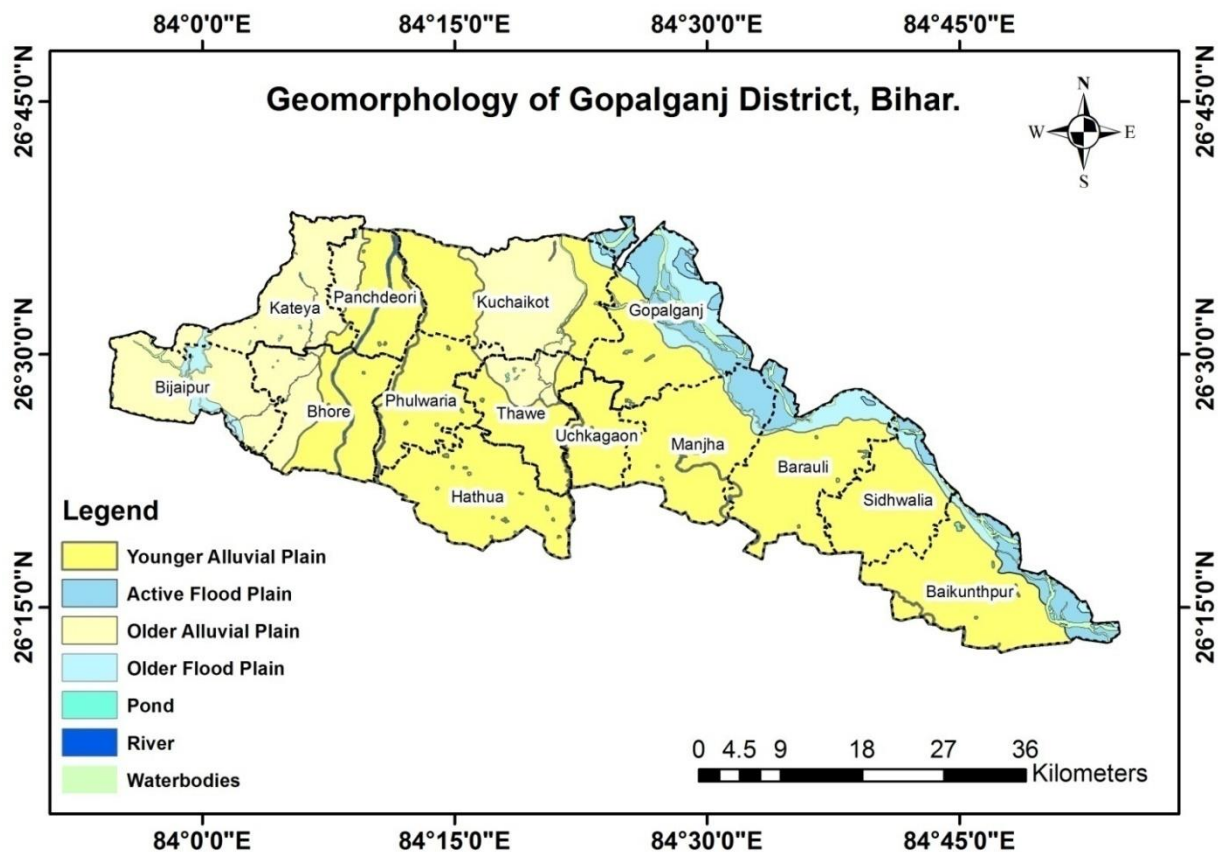 84°0'0"E 84°15'0"E 84°30'0"E 84°45'0"E
Geomorphology of Gopalganj District, Bihar.
26°45'0"N 26°45'0"N
N
W E
S
Kateya Panchdeori Kuchaikot Gopalganj
26°30'0"N 26°30'0"N
Bijaipur
Bhore Phulwaria Thawe
Uchkagaon Manjha Barauli
Hathua Sidhwalia
Baikunthpur
26°15'0"N 26°15'0"N
Legend
Younger Alluvial Plain
Active Flood Plain
Older Alluvial Plain
Older Flood Plain
Pond
River
Waterbodies
0 4.5 9 18 27 36
Kilometers
84°0'0"E 84°15'0"E 84°30'0"E 84°45'0"E